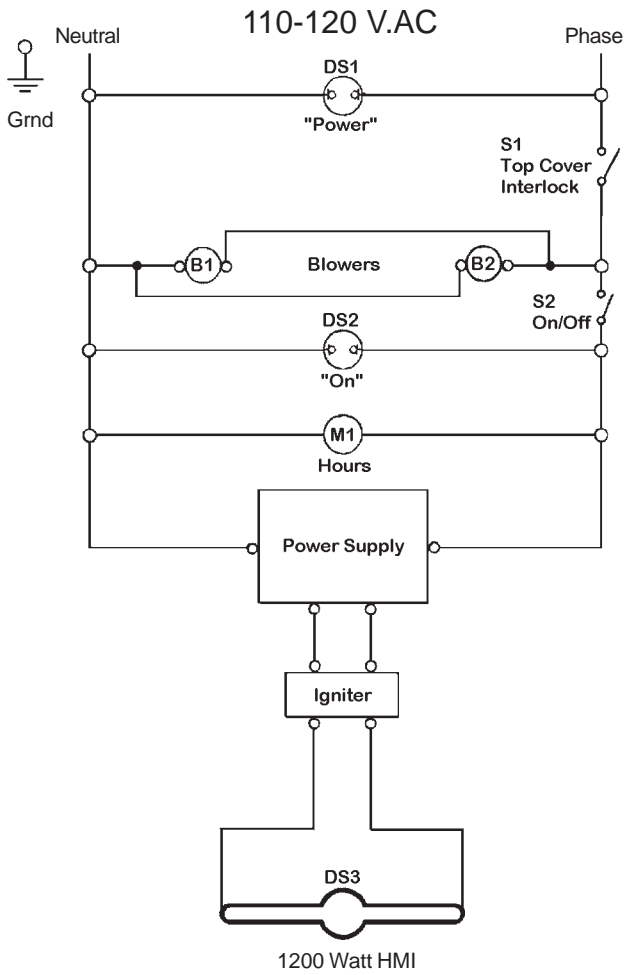 110-120 V.AC
Neutral
Phase
Grnd
DS1
"Power"
S1
Top Cover
Interlock
B1
Blowers
B2
S2
On/Off
DS2
"On"
M1
Hours
Power Supply
Igniter
DS3
1200 Watt HMI